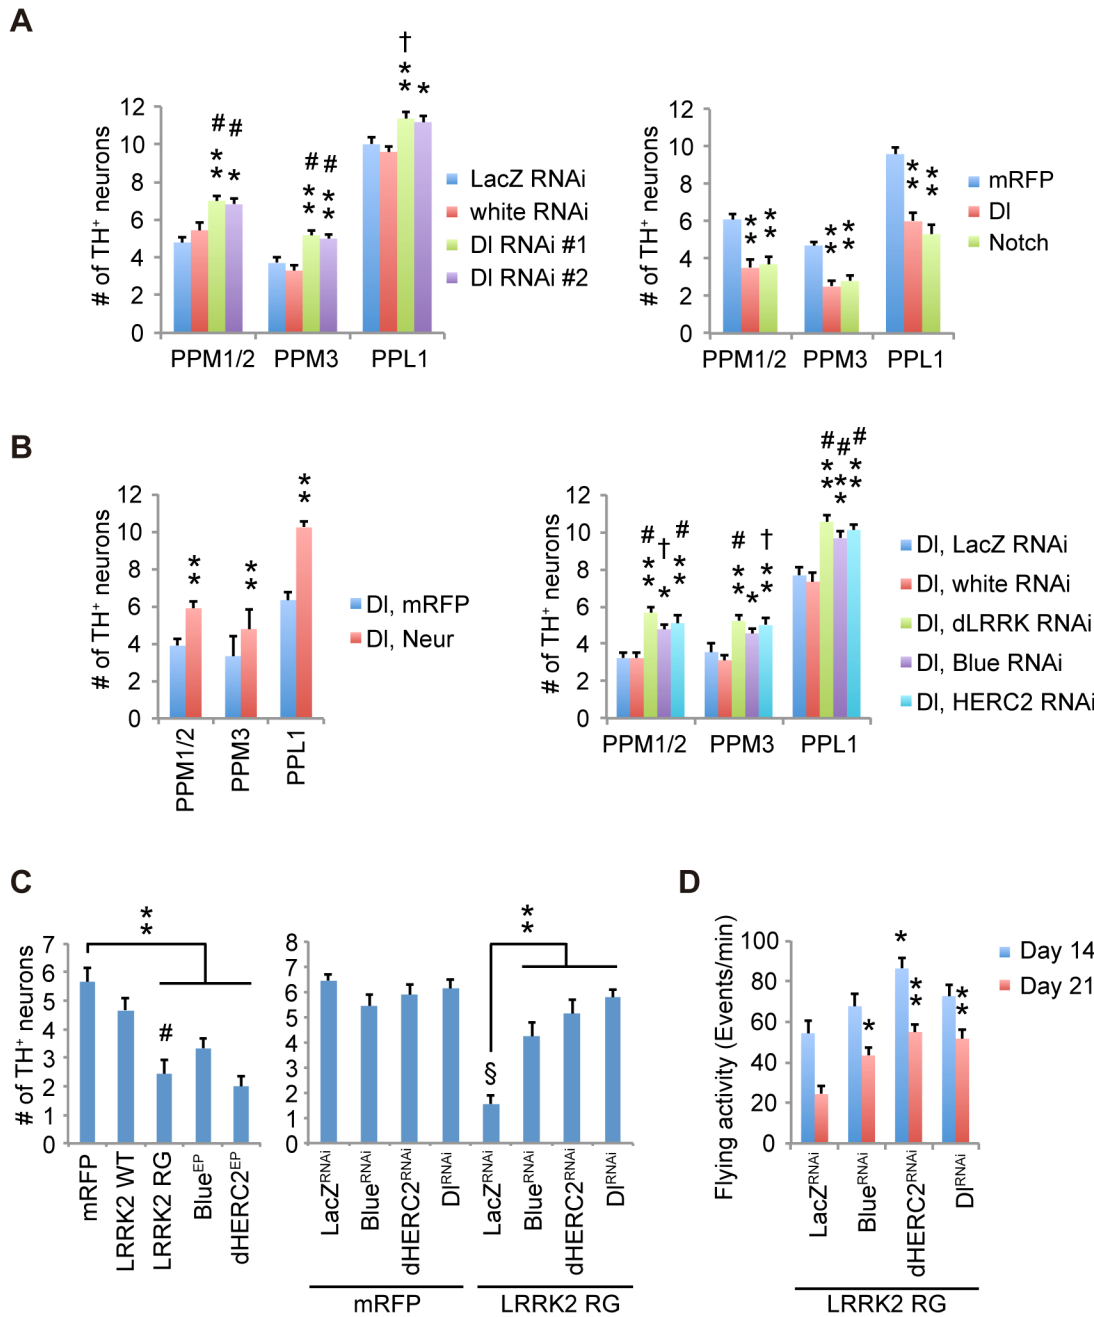 A
# of TH+ neurons
12
10
8
6
4
2
0
# #
** *
# #
** **
†
** *
PPM1/2 PPM3 PPL1
LacZ RNAi
white RNAi
Dl RNAi #1
Dl RNAi #2
# of TH+ neurons
12
10
8
6
4
2
0
** **
** **
** **
PPM1/2 PPM3 PPL1
mRFP
Dl
Notch
B
# of TH+ neurons
12
10
8
6
4
2
0
**
**
**
PPM1/2
PPM3
PPL1
Dl, mRFP
Dl, Neur
# of TH+ neurons
12
10
8
6
4
2
0
# † #
** * **
# †
** * **
# # #
** ** **
PPM1/2 PPM3 PPL1
Dl, LacZ RNAi
Dl, white RNAi
Dl, dLRRK RNAi
Dl, Blue RNAi
Dl, HERC2 RNAi
C
# of TH+ neurons
7
6
5
4
3
2
1
0
**
#
mRFP
LRRK2 WT
LRRK2 RG
BlueEP
dHERC2EP
8
7
6
5
4
3
2
1
0
**
§
LacZRNAi
BlueRNAi
dHERC2RNAi
DlRNAi
LacZRNAi
BlueRNAi
dHERC2RNAi
DlRNAi
mRFP
LRRK2 RG
D
Flying activity (Events/min)
100
80
60
40
20
0
*
* ** **
Day 14
Day 21
LacZRNAi
BlueRNAi
dHERC2RNAi
DlRNAi
LRRK2 RG